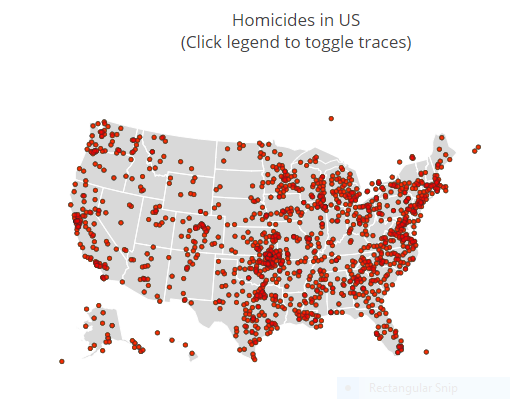 Homicides in US
(Click legend to toggle traces)
Rectangular Snip